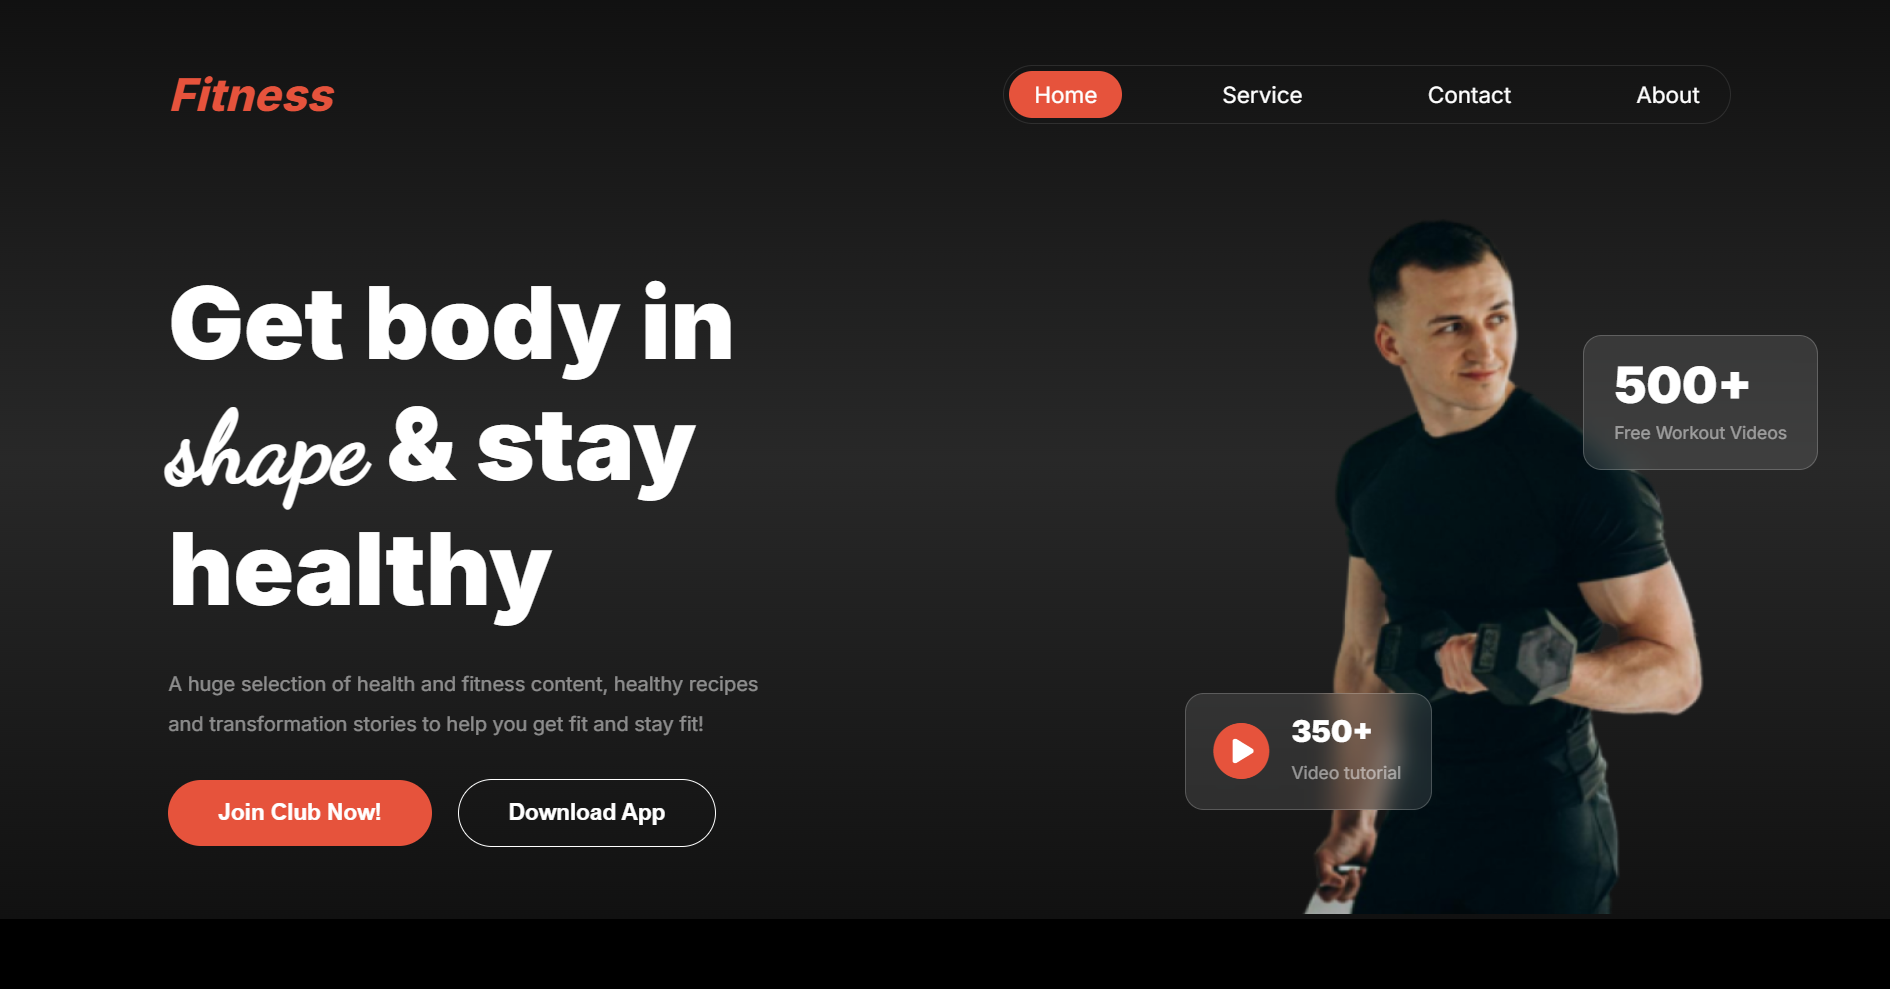 Fitness
Home
Service
Contact
About
Get body in
shape & stay
healthy
A huge selection of health and fitness content, healthy recipes
and transformation stories to help you get fit and stay fit!
Join Club Now!
Download App
500+
Free Workout Videos
350+
Video tutorial